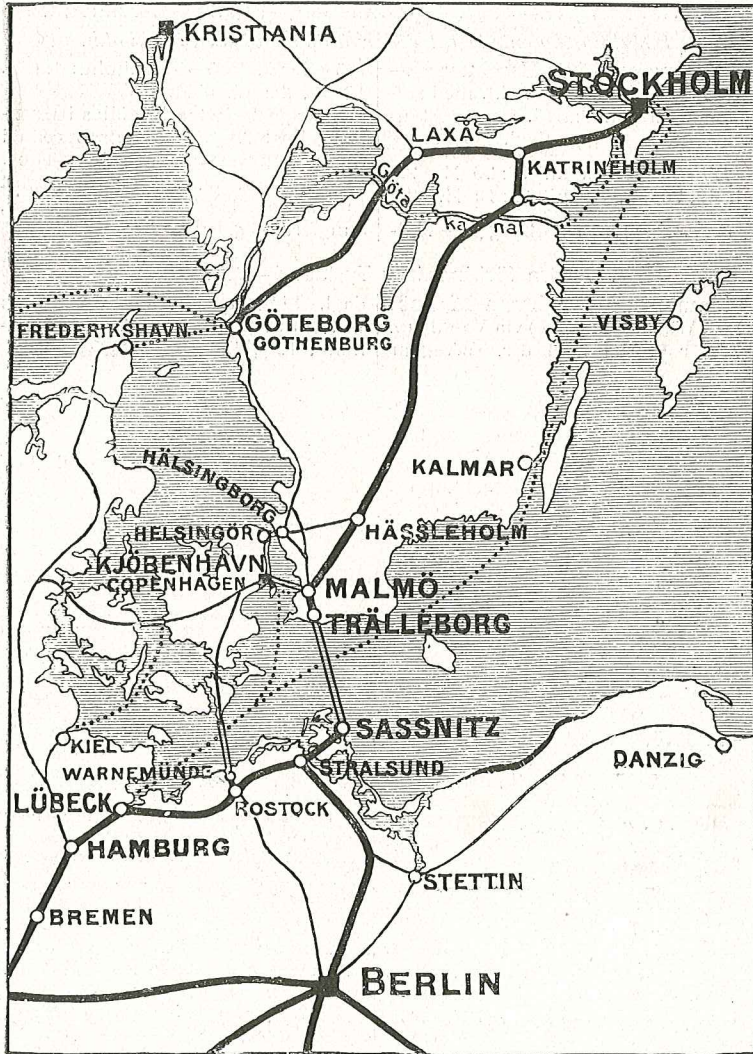 KRISTIANIA
STOCKHOLM
LAXÅ
KATRINEHOLM
Göta
Kanal
FREDERIKSHAVN
GÖTEBORG
GOTHENBURG
VISBY
KALMAR
HÄLSINGBORG
HELSINGÖR
HÄSSLEHOLM
KJÖBENHAVN
COPENHAGEN
MALMÖ
TRÄLLEBORG
SASSNITZ
KIEL
DANZIG
WARNEMÜNDE
STRALSUND
LÜBECK
ROSTOCK
HAMBURG
STETTIN
BREMEN
BERLIN